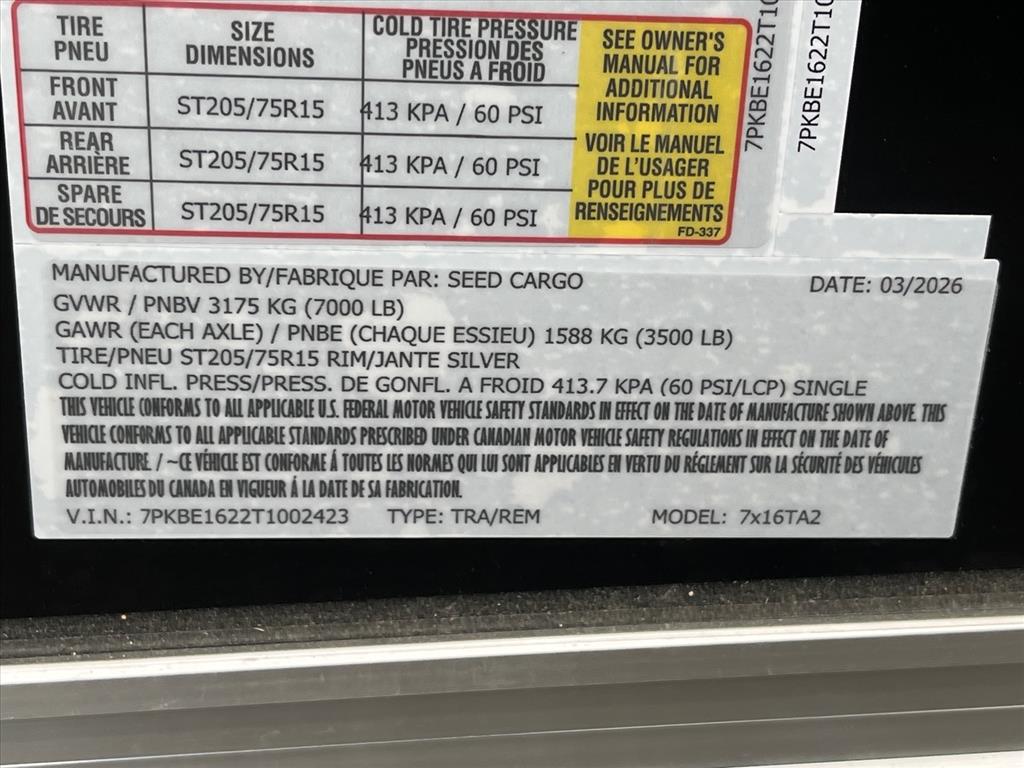 TIRE PNEU SIZE DIMENSIONS COLD TIRE PRESSURE PRESSION DES PNEUS A FROID
FRONT AVANT ST205/75R15 413 KPA / 60 PSI
REAR ARRIÈRE ST205/75R15 413 KPA / 60 PSI
SPARE DE SECOURS ST205/75R15 413 KPA / 60 PSI
SEE OWNER'S
MANUAL FOR
ADDITIONAL
INFORMATION
VOIR LE MANUEL
DE L'USAGER
POUR PLUS DE
RENSEIGNEMENTS
FD-337
7PKBE1622T10
7PKBE1622T10
MANUFACTURED BY/FABRIQUE PAR: SEED CARGO DATE: 03/2026
GVWR / PNBV 3175 KG (7000 LB)
GAWR (EACH AXLE) / PNBE (CHAQUE ESSIEU) 1588 KG (3500 LB)
TIRE/PNEU ST205/75R15 RIM/JANTE SILVER
COLD INFL. PRESS/PRESS. DE GONFL. A FROID 413.7 KPA (60 PSI/LCP) SINGLE
THIS VEHICLE CONFORMS TO ALL APPLICABLE U.S. FEDERAL MOTOR VEHICLE SAFETY STANDARDS IN EFFECT ON THE DATE OF MANUFACTURE SHOWN ABOVE. THIS
VEHICLE CONFORMS TO ALL APPLICABLE STANDARDS PRESCRIBED UNDER CANADIAN MOTOR VEHICLE SAFETY REGULATIONS IN EFFECT ON THE DATE OF
MANUFACTURE. / ~CE VÉHICLE EST CONFORME Á TOUTES LES NORMES QUI LUI SONT APPLICABLES EN VERTU DU RÉGLEMENT SUR LA SÉCURITÉ DES VÉHICULES
AUTOMOBILES DU CANADA EN VIGUEUR Á LA DATE DE SA FABRICATION.
V.I.N.: 7PKBE1622T1002423 TYPE: TRA/REM MODEL: 7x16TA2